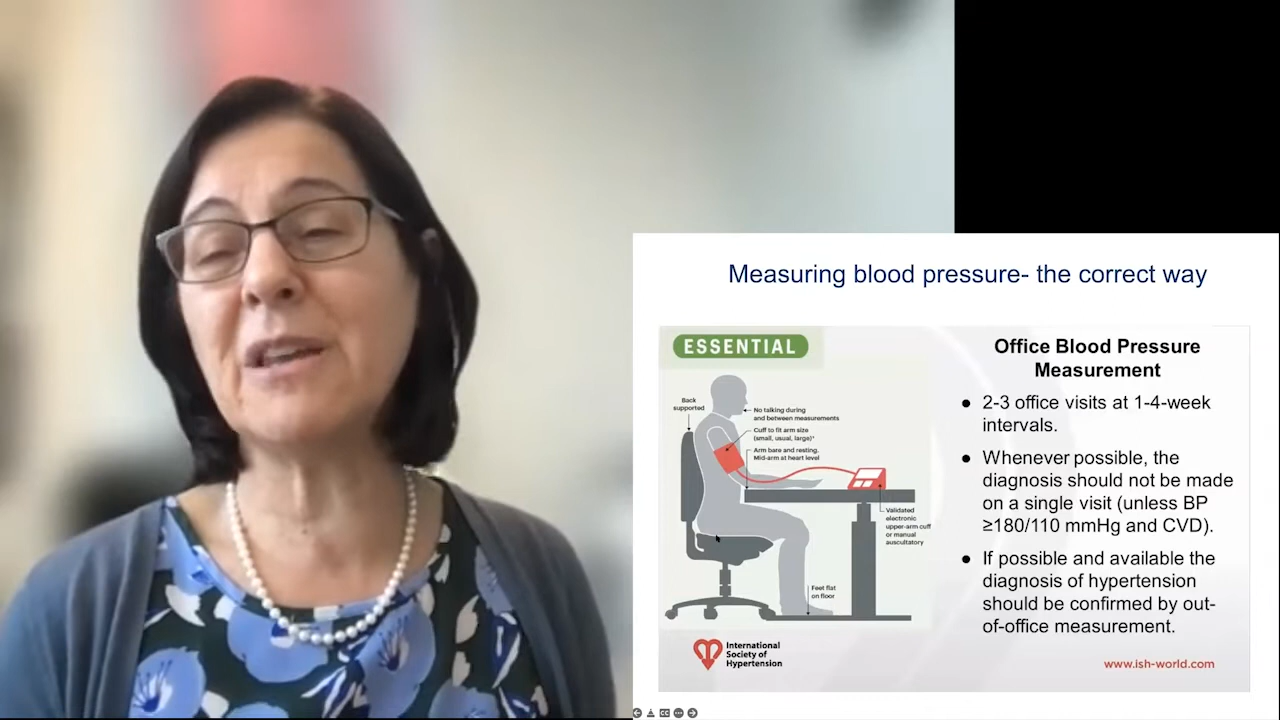 Measuring blood pressure- the correct way
ESSENTIAL
Back
supported
No talking during
and between measurements
Cuff to fit arm size
(small, usual, large)*
Arm bare and resting.
Mid-arm at heart level
Validated
electronic
upper-arm cuff
or manual
auscultatory
Feet flat
on floor
International
Society of
Hypertension
Office Blood Pressure
Measurement
● 2-3 office visits at 1-4-week
intervals.
● Whenever possible, the
diagnosis should not be made
on a single visit (unless BP
≥180/110 mmHg and CVD).
● If possible and available the
diagnosis of hypertension
should be confirmed by out-
of-office measurement.
www.ish-world.com